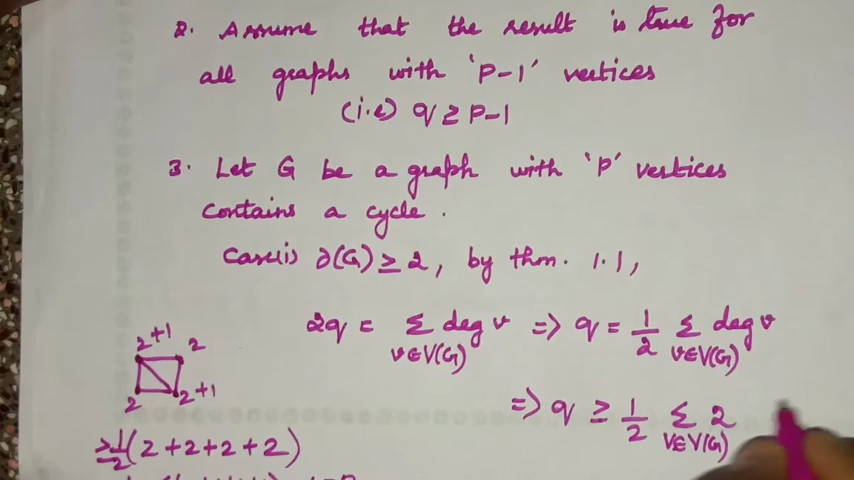 2. Assume that the result is true for
all graphs with 'P-1' vertices
(i.e) q ≥ P-1
3. Let G be a graph with 'P' vertices
contains a cycle.
Case(i) ∂(G) ≥ 2, by thm. 1.1,
2q = Σ deg v ⇒ q = 1/2 Σ deg v
v∈V(G) v∈V(G)
⇒ q ≥ 1/2 Σ 2
v∈V(G)
2+1 2
2 2+1
≥ 1/2 (2+2+2+2)